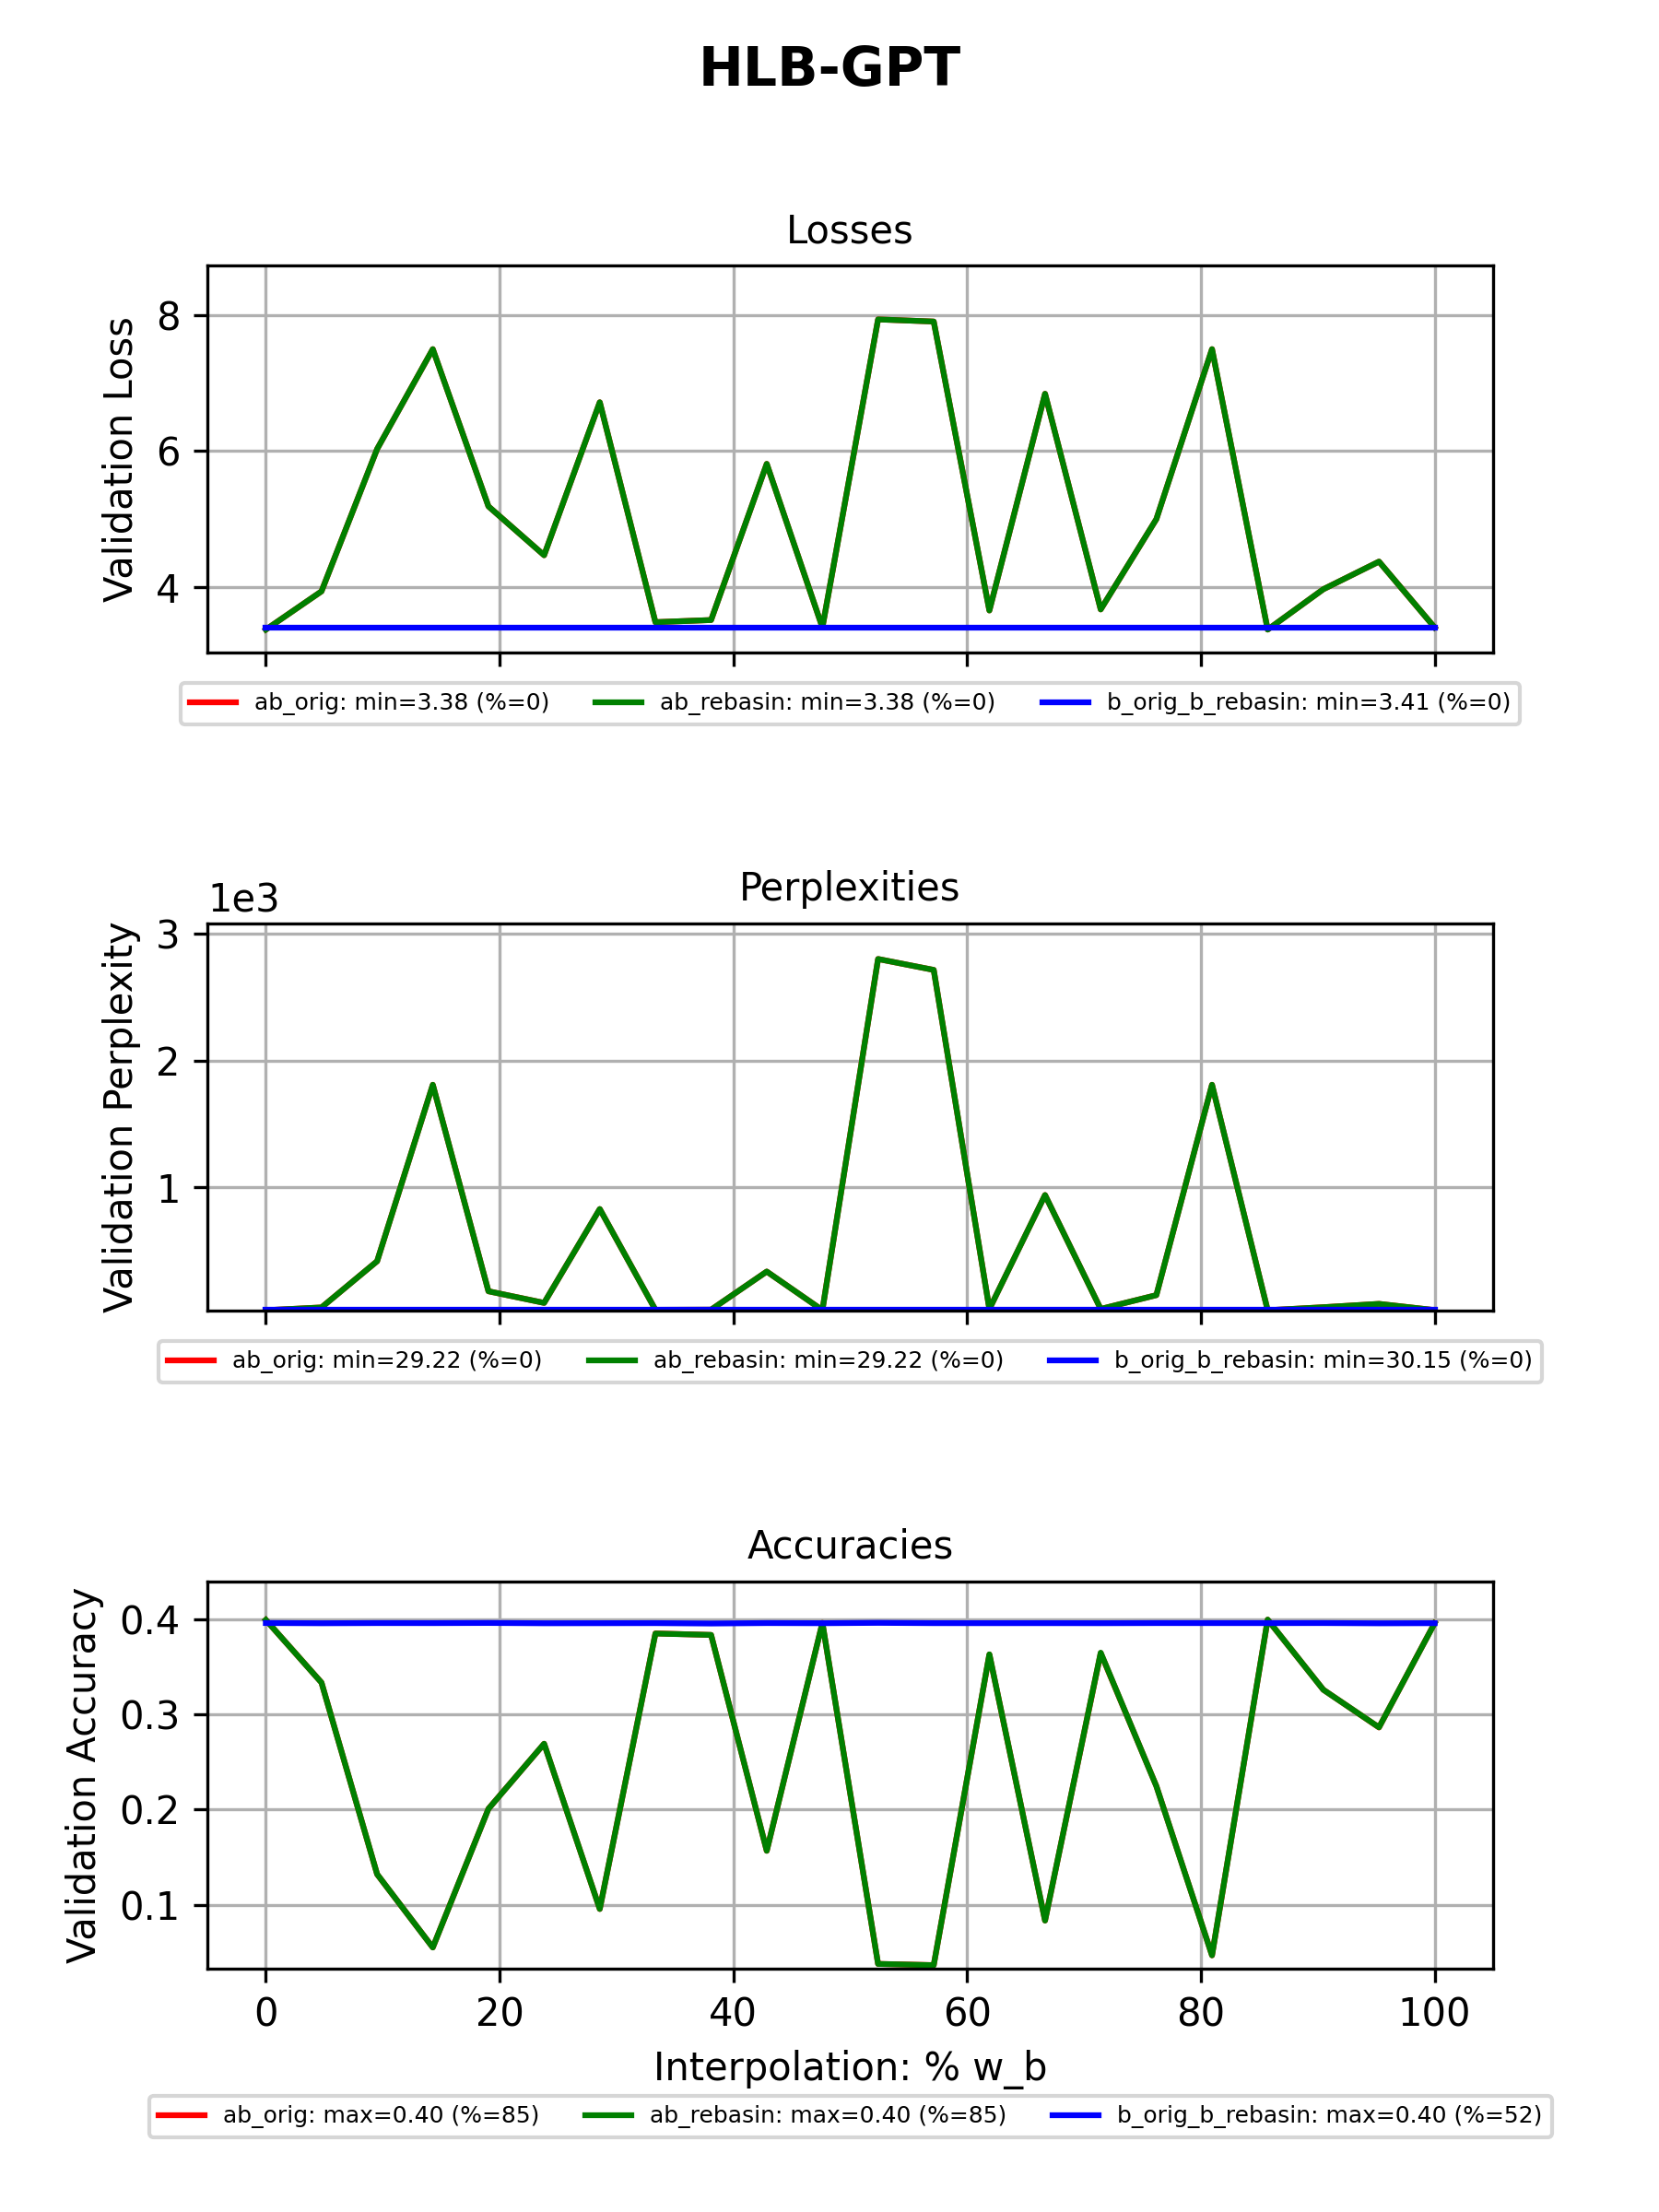 HLB-GPT
Losses
Validation Loss
8
6
4
ab_orig: min=3.38 (%=0) ab_rebasin: min=3.38 (%=0) b_orig_b_rebasin: min=3.41 (%=0)
Perplexities
1e3
Validation Perplexity
3
2
1
ab_orig: min=29.22 (%=0) ab_rebasin: min=29.22 (%=0) b_orig_b_rebasin: min=30.15 (%=0)
Accuracies
Validation Accuracy
0.4
0.3
0.2
0.1
0 20 40 60 80 100
Interpolation: % w_b
ab_orig: max=0.40 (%=85) ab_rebasin: max=0.40 (%=85) b_orig_b_rebasin: max=0.40 (%=52)